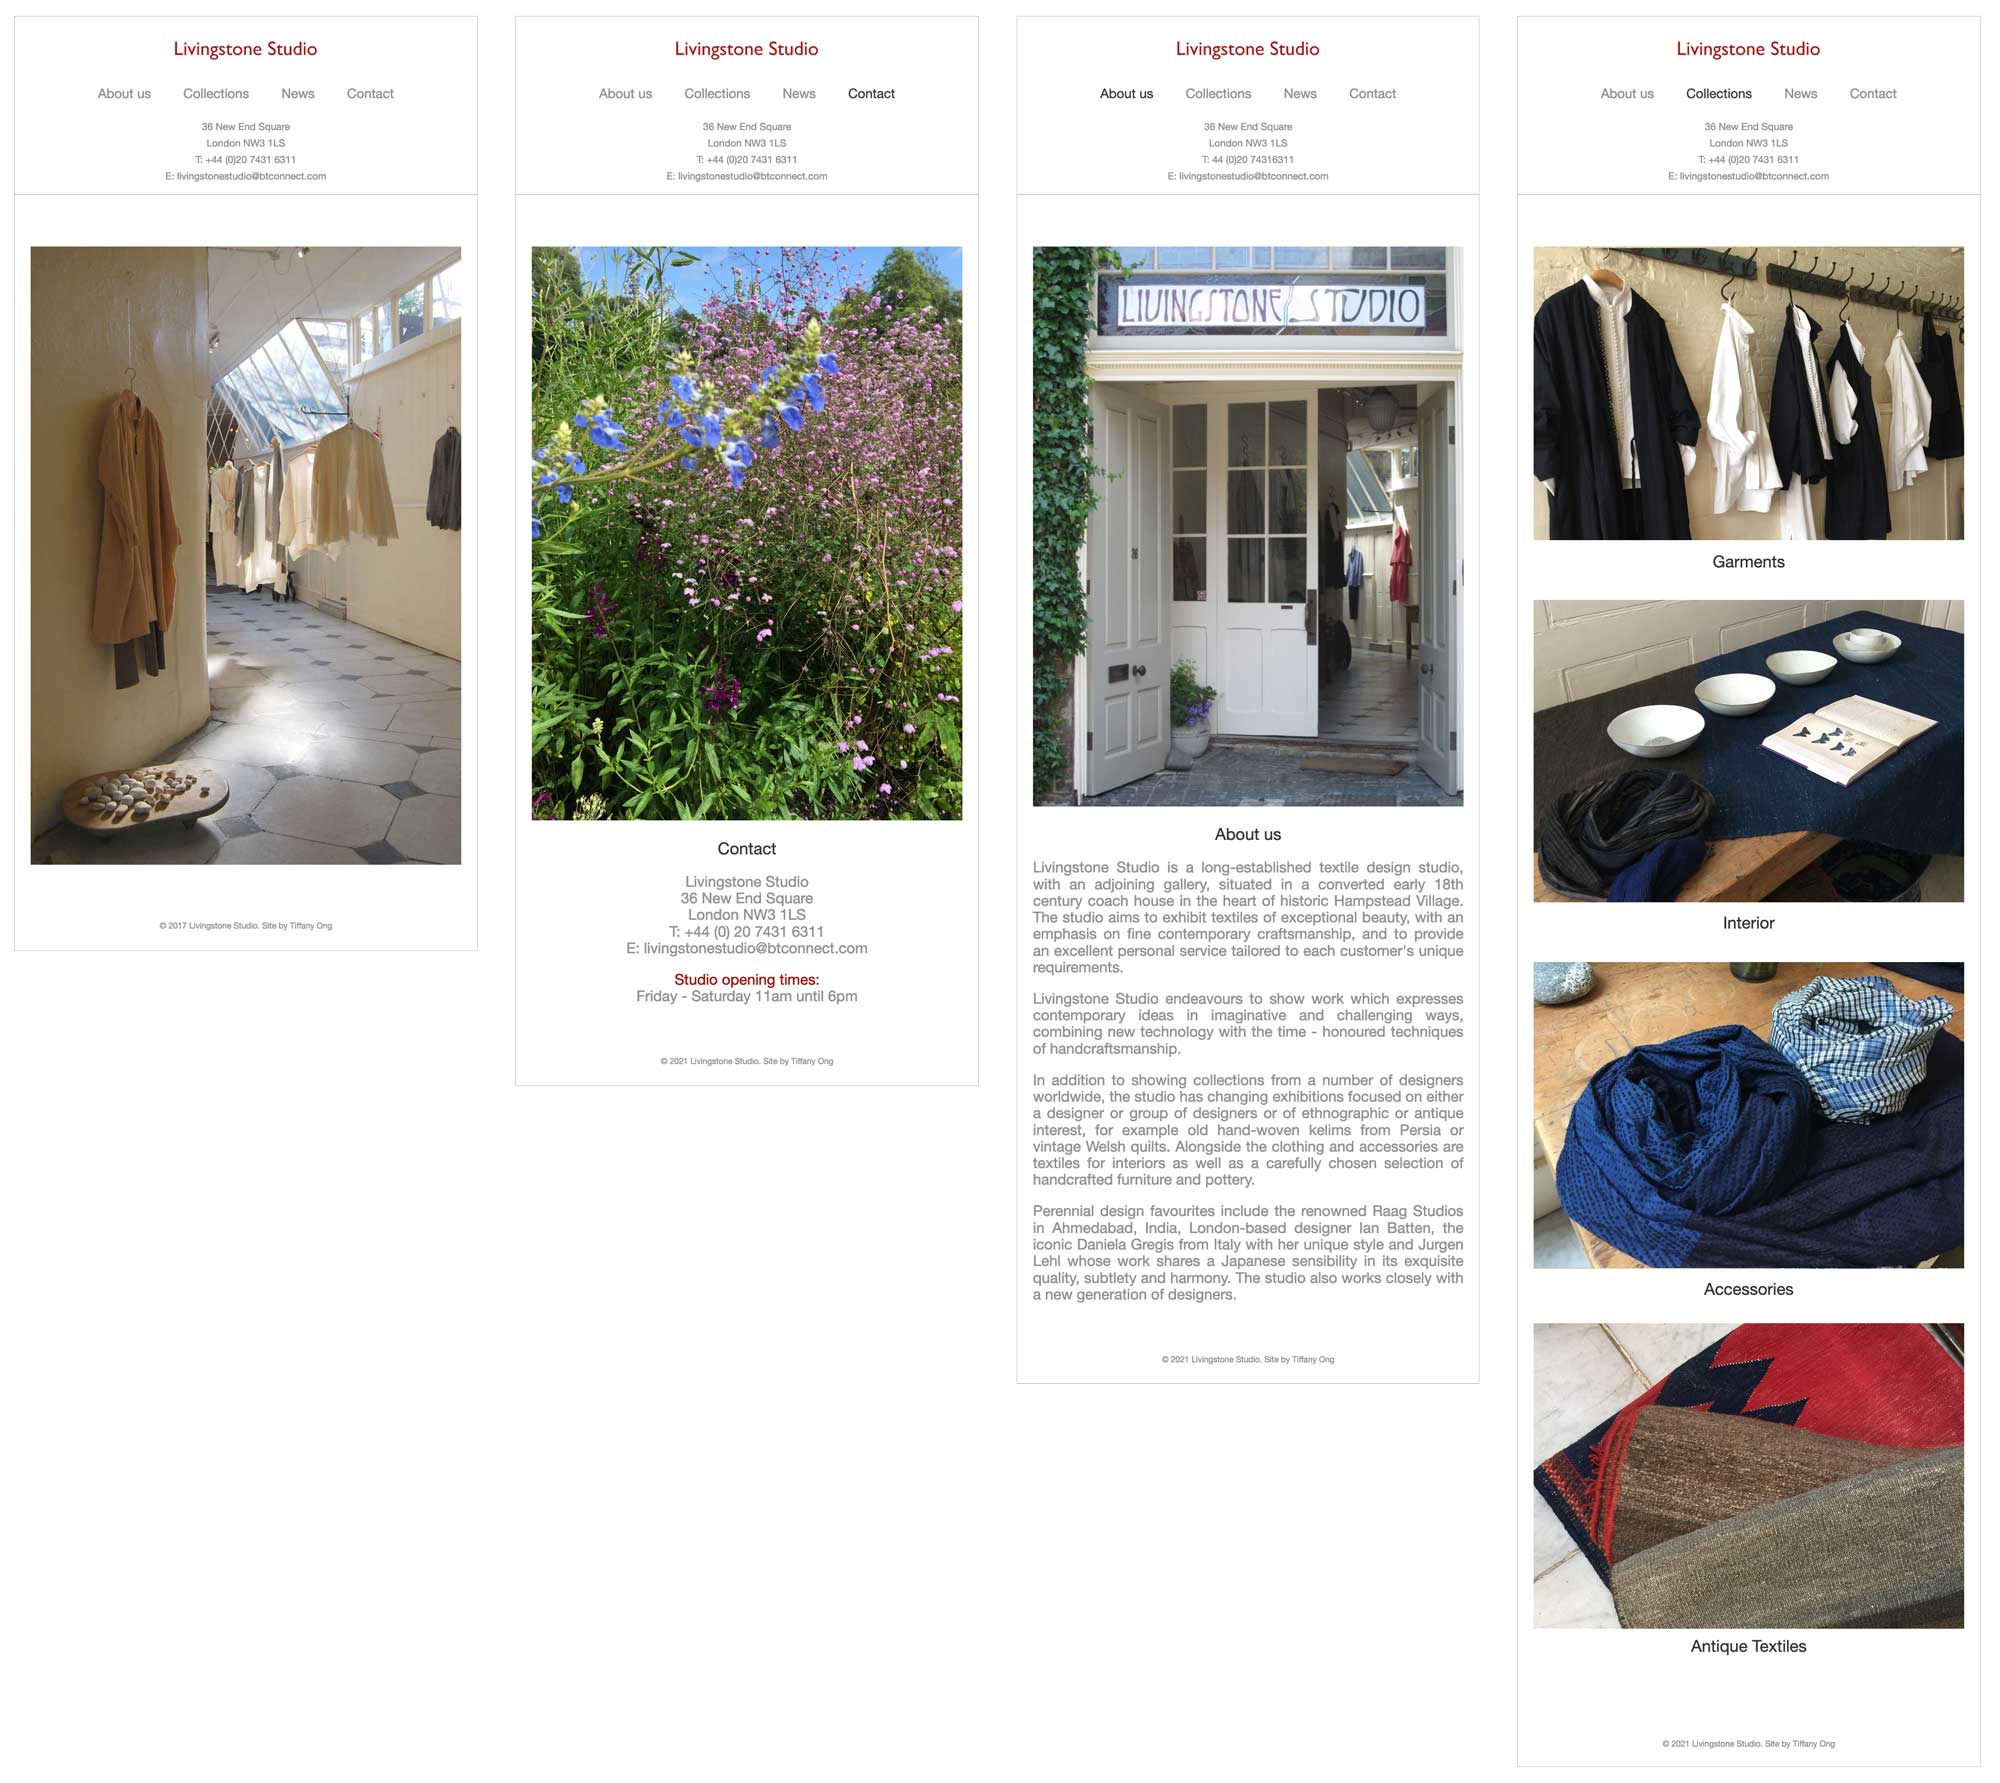 Livingstone Studio
About us Collections News Contact
36 New End Square
London NW3 1LS
T: +44 (0)20 7431 6311
E: livingstonestudio@btconnect.com
© 2017 Livingstone Studio. Site by Tiffany Ong
Livingstone Studio
About us Collections News Contact
36 New End Square
London NW3 1LS
T: +44 (0)20 7431 6311
E: livingstonestudio@btconnect.com
Contact
Livingstone Studio
36 New End Square
London NW3 1LS
T: +44 (0) 20 7431 6311
E: livingstonestudio@btconnect.com
Studio opening times:
Friday - Saturday 11am until 6pm
© 2021 Livingstone Studio. Site by Tiffany Ong
Livingstone Studio
About us Collections News Contact
36 New End Square
London NW3 1LS
T: 44 (0)20 74316311
E: livingstonestudio@btconnect.com
LIVINGSTONE STUDIO
36
About us
Livingstone Studio is a long-established textile design studio,
with an adjoining gallery, situated in a converted early 18th
century coach house in the heart of historic Hampstead Village.
The studio aims to exhibit textiles of exceptional beauty, with an
emphasis on fine contemporary craftsmanship, and to provide
an excellent personal service tailored to each customer's unique
requirements.
Livingstone Studio endeavours to show work which expresses
contemporary ideas in imaginative and challenging ways,
combining new technology with the time - honoured techniques
of handcraftsmanship.
In addition to showing collections from a number of designers
worldwide, the studio has changing exhibitions focused on either
a designer or group of designers or of ethnographic or antique
interest, for example old hand-woven kelims from Persia or
vintage Welsh quilts. Alongside the clothing and accessories are
textiles for interiors as well as a carefully chosen selection of
handcrafted furniture and pottery.
Perennial design favourites include the renowned Raag Studios
in Ahmedabad, India, London-based designer Ian Batten, the
iconic Daniela Gregis from Italy with her unique style and Jurgen
Lehl whose work shares a Japanese sensibility in its exquisite
quality, subtlety and harmony. The studio also works closely with
a new generation of designers.
© 2021 Livingstone Studio. Site by Tiffany Ong
Livingstone Studio
About us Collections News Contact
36 New End Square
London NW3 1LS
T: +44 (0)20 7431 6311
E: livingstonestudio@btconnect.com
Garments
Interior
Accessories
Antique Textiles
© 2021 Livingstone Studio. Site by Tiffany Ong